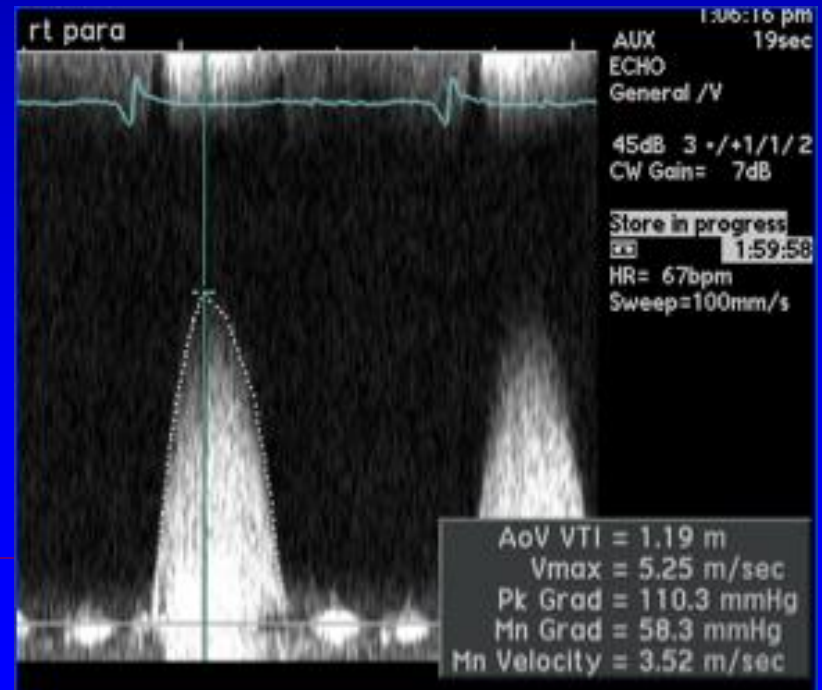 rt para
1:06:16 pm
AUX 19sec
ECHO
General /V
45dB 3 •/+1/1/2
CW Gain= 7dB
Store in progress
1:59:58
HR= 67bpm
Sweep=100mm/s
AoV VTI = 1.19 m
Vmax = 5.25 m/sec
Pk Grad = 110.3 mmHg
Mn Grad = 58.3 mmHg
Mn Velocity = 3.52 m/sec